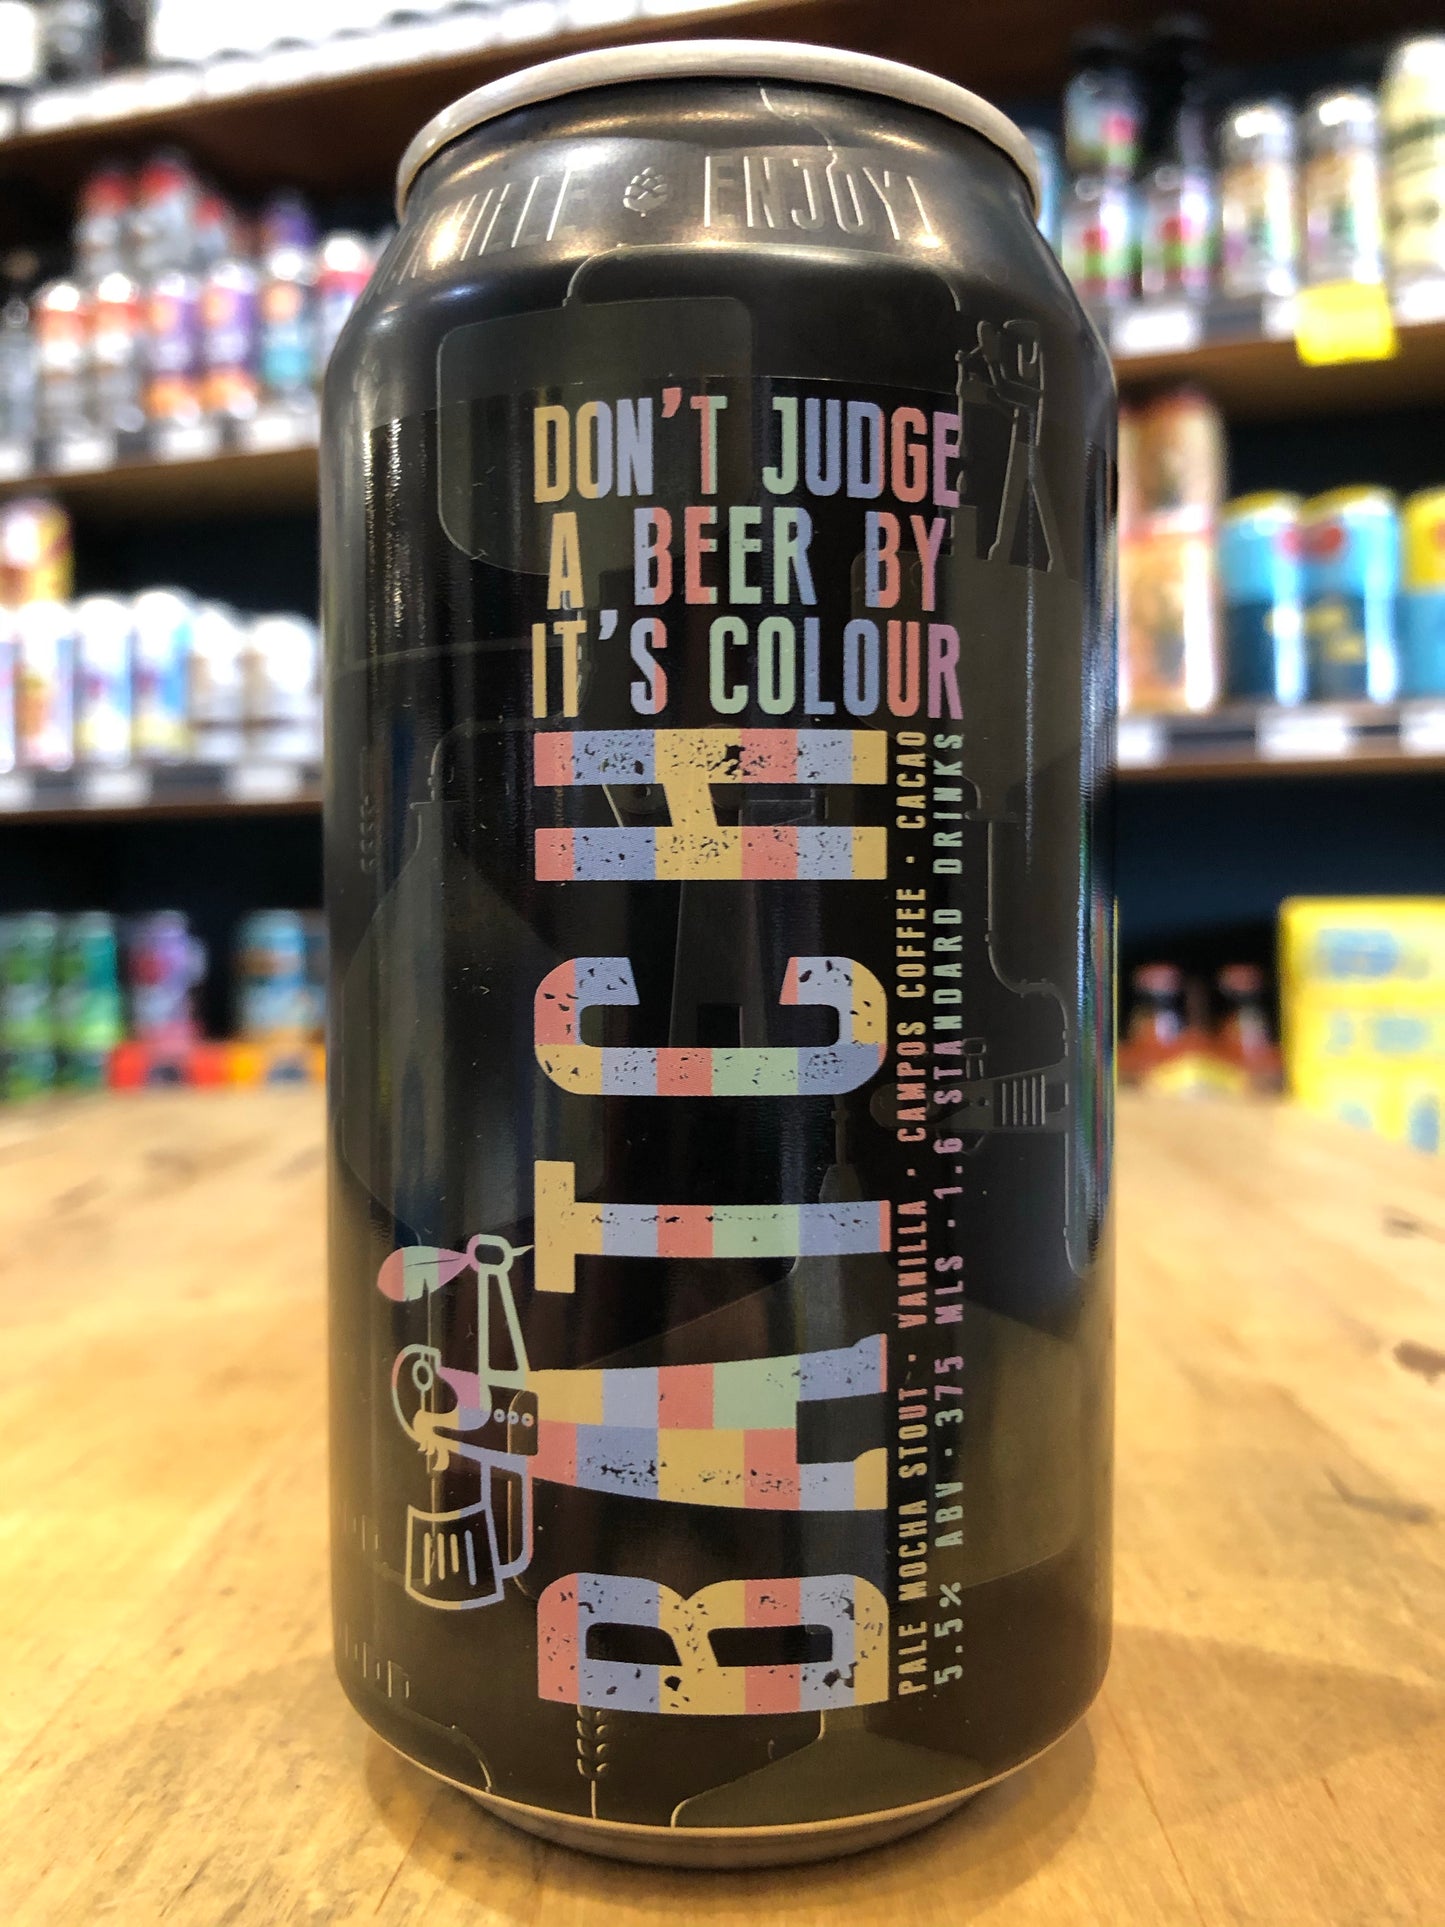 ENJOY!
DON'T JUDGE
A BEER BY
IT'S COLOUR
BATCH
PALE MOCHA STOUT · VANILLA · CAMPOS COFFEE · CACAO
5.5% ABV · 375 MLS · 1.6 STANDARD DRINKS